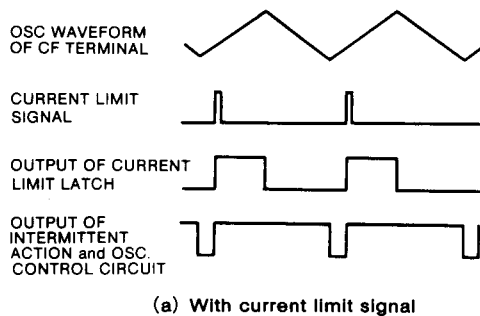 OSC WAVEFORM
OF CF TERMINAL
CURRENT LIMIT
SIGNAL
OUTPUT OF CURRENT
LIMIT LATCH
OUTPUT OF
INTERMITTENT
ACTION and OSC.
CONTROL CIRCUIT
(a) With current limit signal